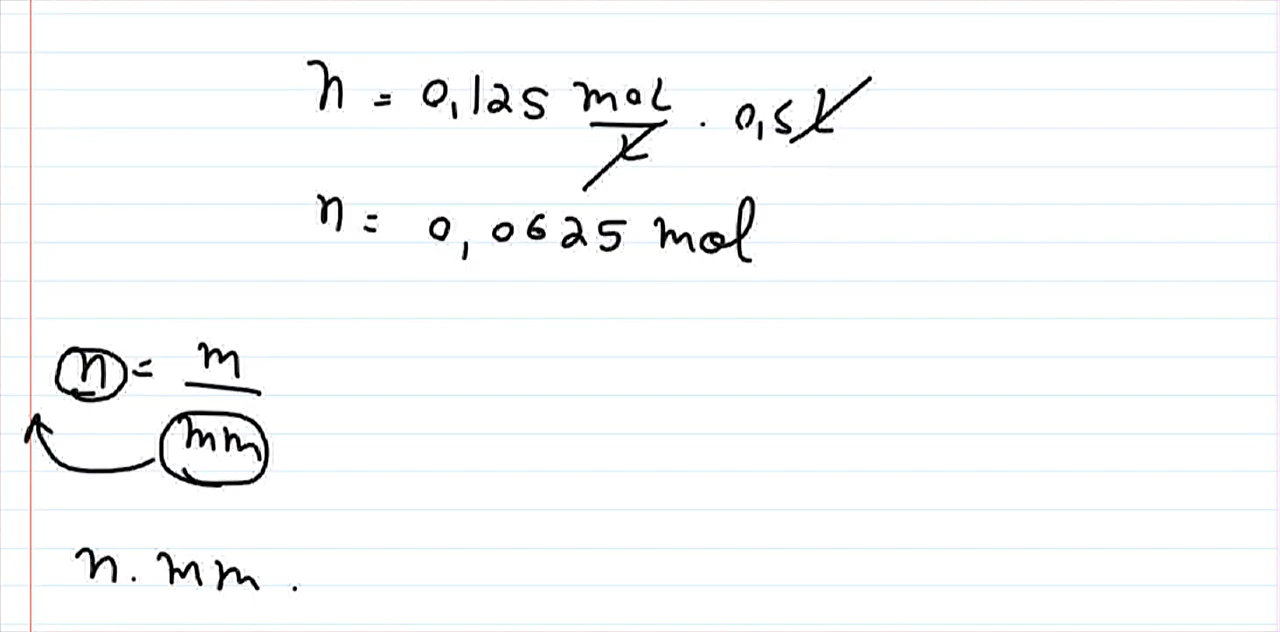 n = 0,125 mol/L . 0,5 L
n = 0,0625 mol
n = m/mm
n . mm .